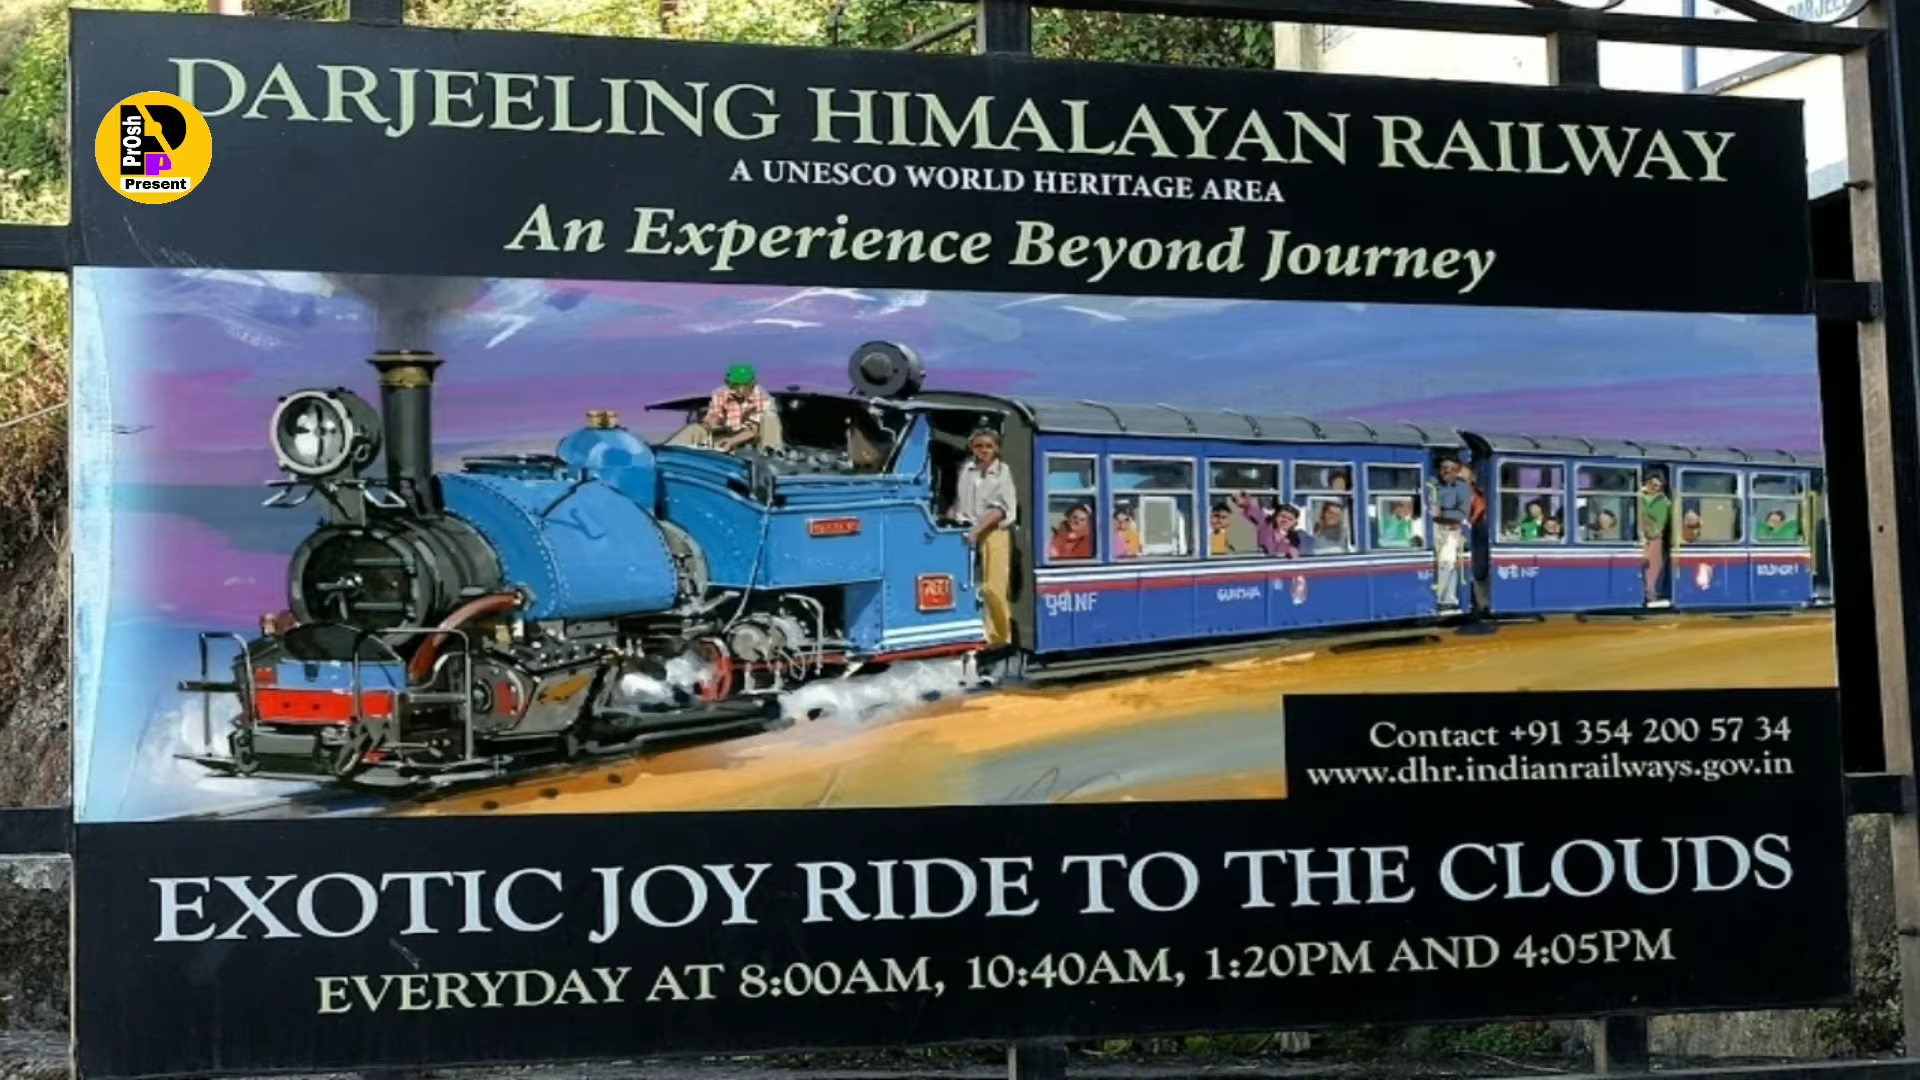 DARJEELING HIMALAYAN RAILWAY
A UNESCO WORLD HERITAGE AREA
An Experience Beyond Journey
PrOsh
P
Present
NF
NF
Contact +91 354 200 57 34
www.dhr.indianrailways.gov.in
EXOTIC JOY RIDE TO THE CLOUDS
EVERYDAY AT 8:00AM, 10:40AM, 1:20PM AND 4:05PM